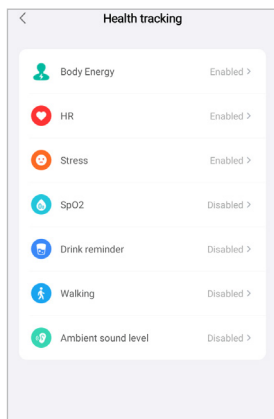 Health tracking
Body Energy Enabled >
HR Enabled >
Stress Enabled >
SpO2 Disabled >
Drink reminder Disabled >
Walking Disabled >
Ambient sound level Disabled >